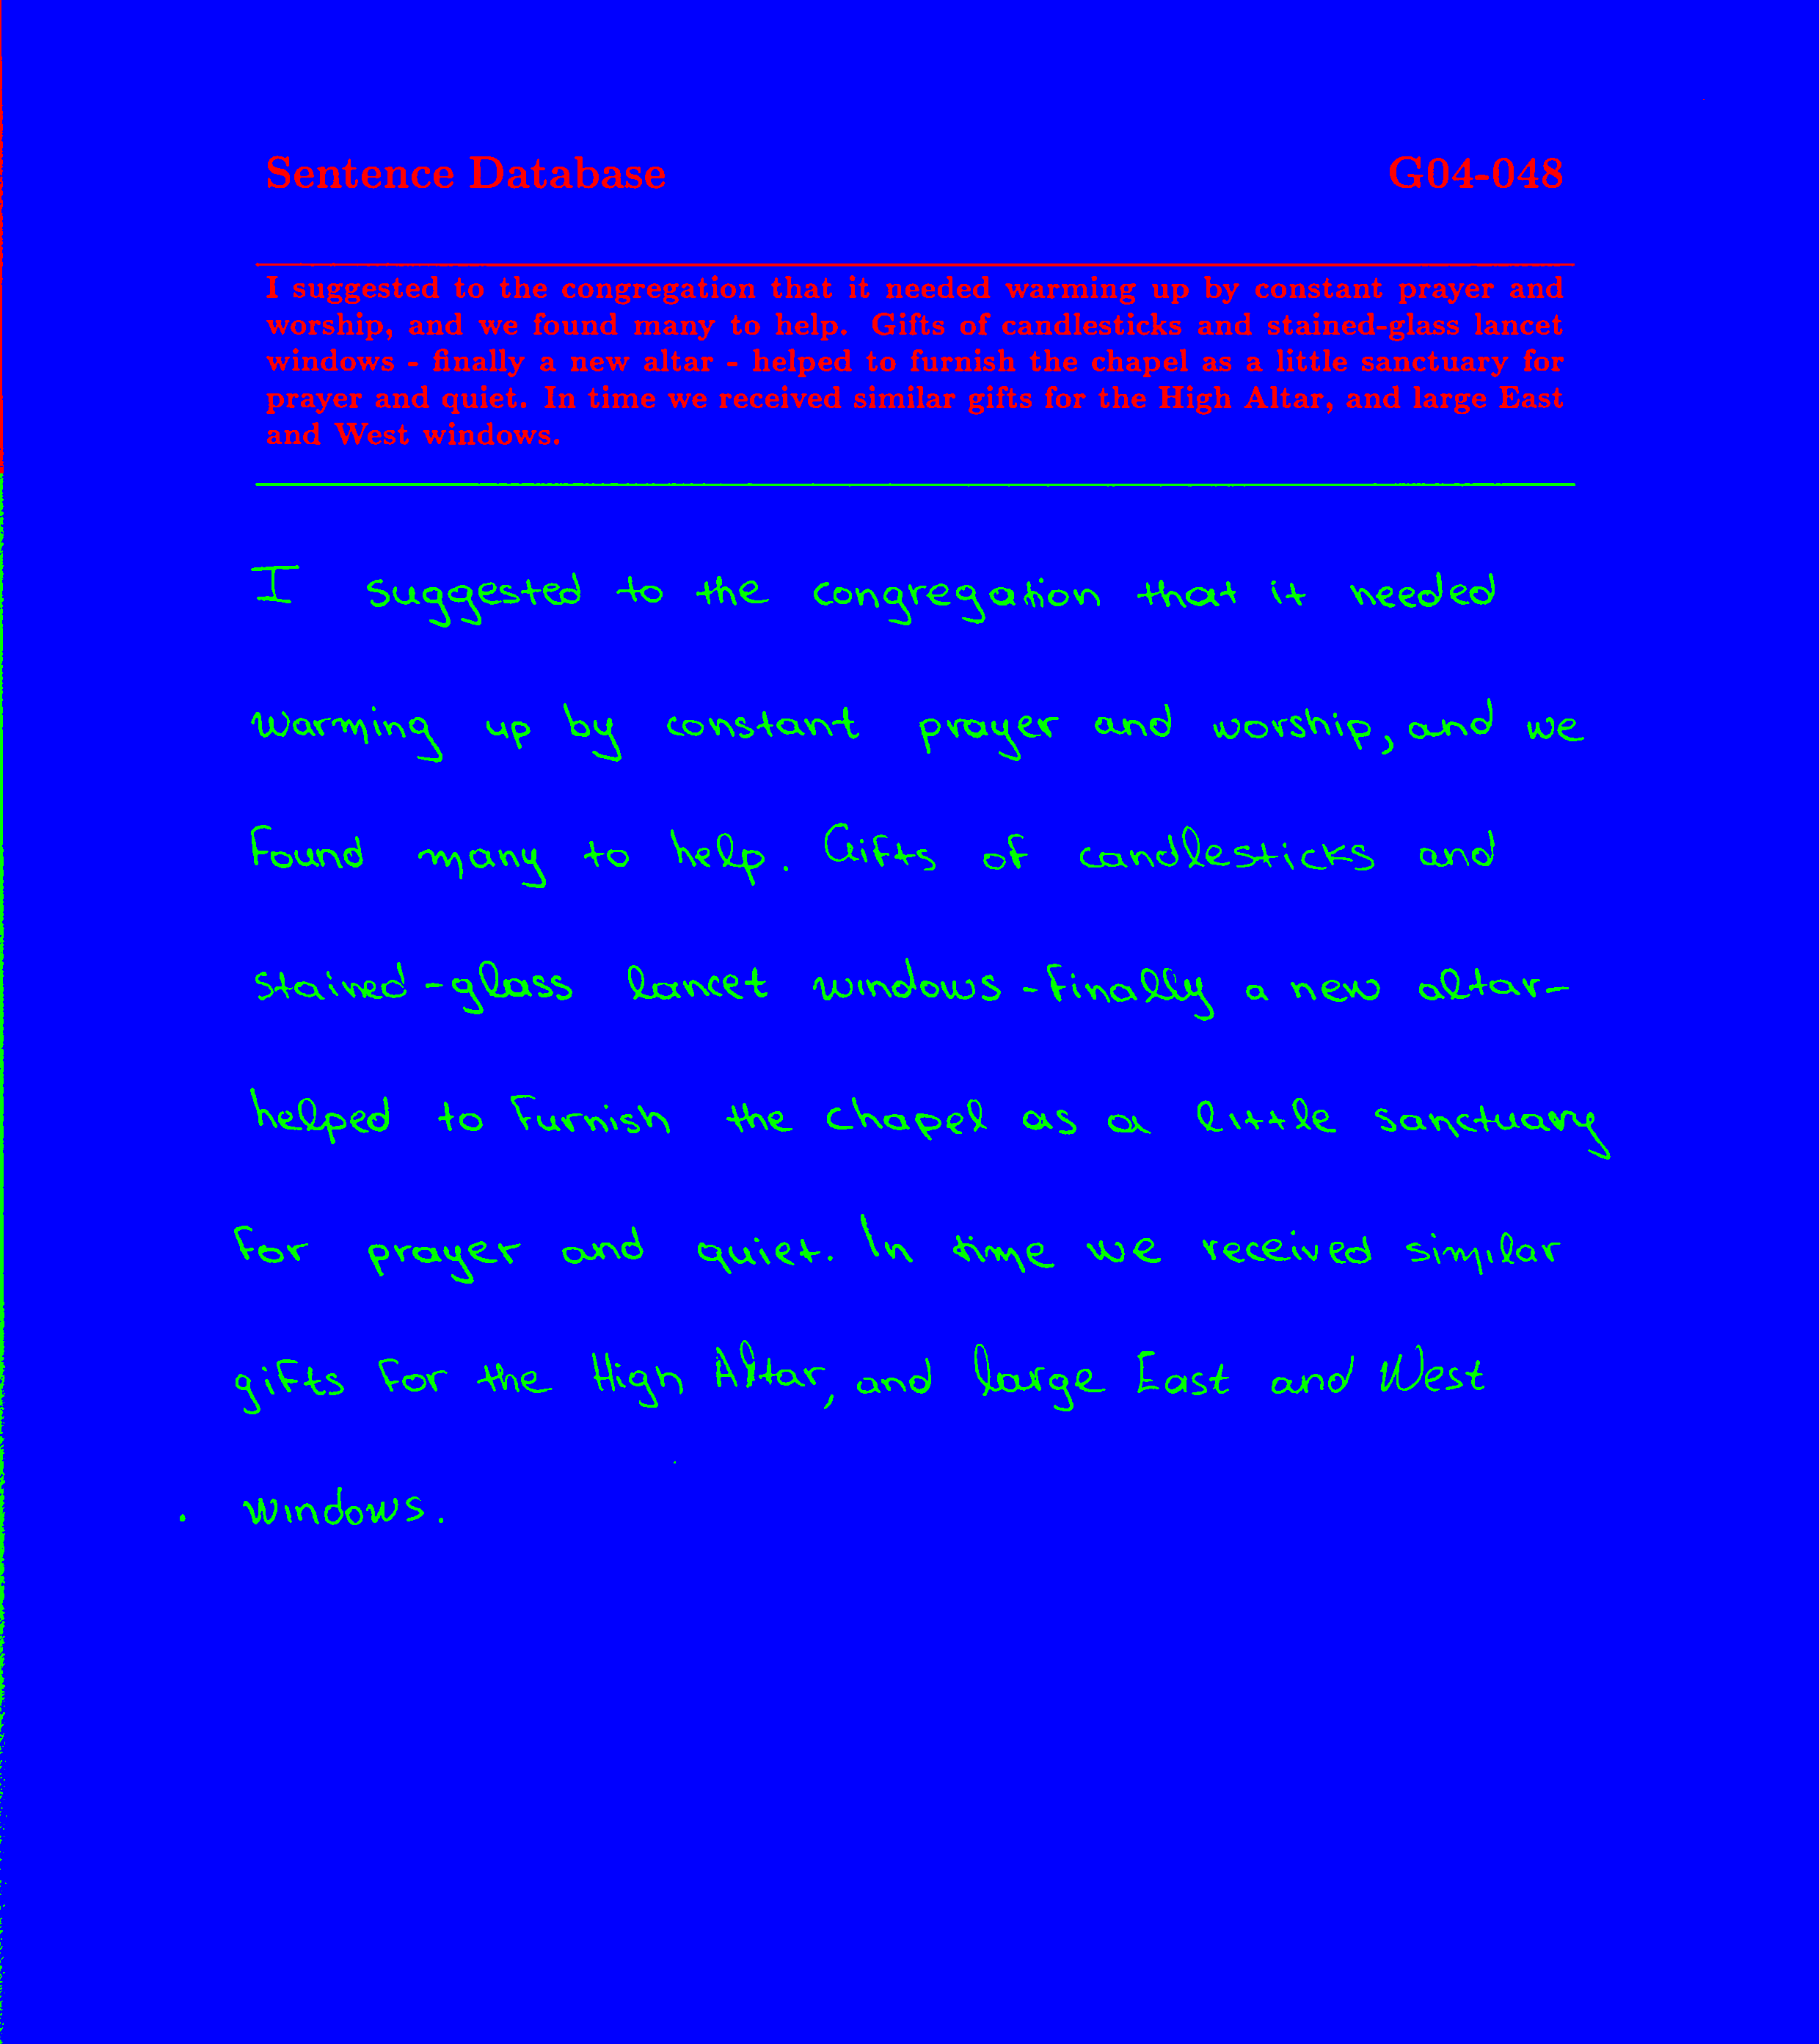 Sentence Database G04-048
I suggested to the congregation that it needed warming up by constant prayer and
worship, and we found many to help. Gifts of candlesticks and stained-glass lancet
windows - finally a new altar - helped to furnish the chapel as a little sanctuary for
prayer and quiet. In time we received similar gifts for the High Altar, and large East
and West windows.
I suggested to the congregation that it needed
warming up by constant prayer and worship, and we
found many to help. Gifts of candlesticks and
stained-glass lancet windows - finally a new altar-
helped to furnish the chapel as a little sanctuary
for prayer and quiet. In time we received similar
gifts for the High Altar, and large East and West
windows.